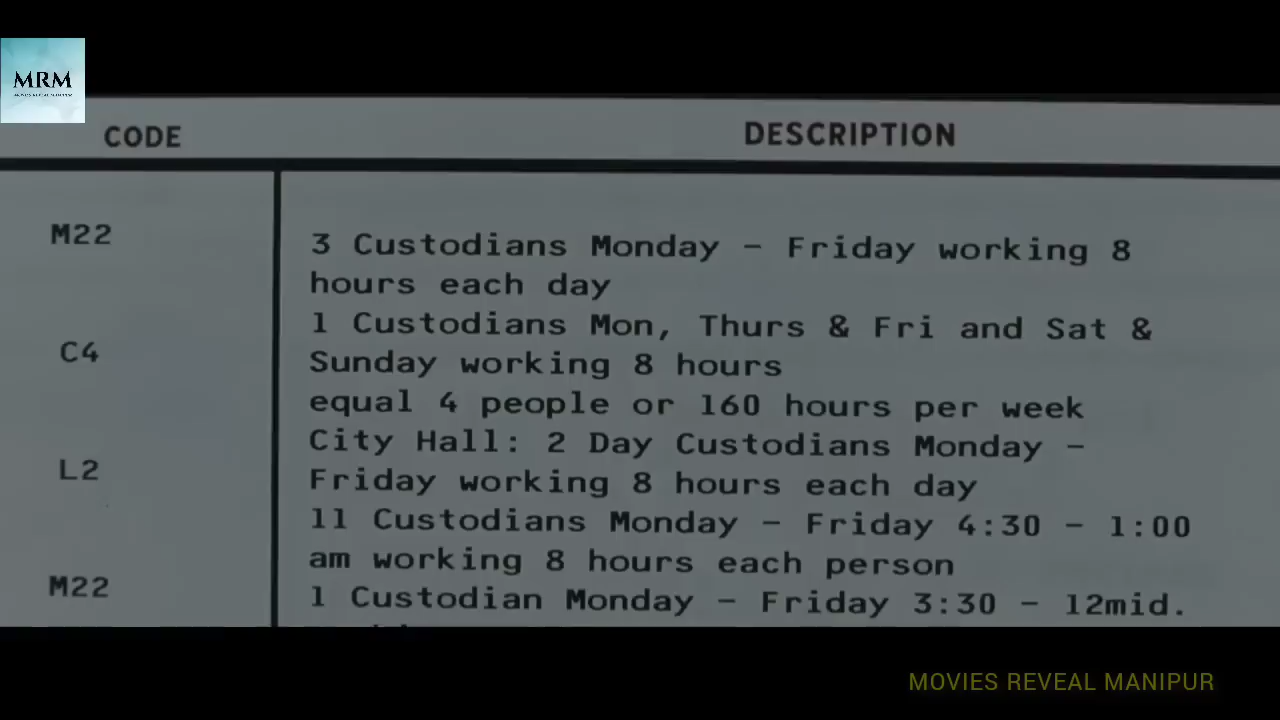 MRM
CODE DESCRIPTION
M22
3 Custodians Monday - Friday working 8
hours each day
1 Custodians Mon, Thurs & Fri and Sat &
C4
Sunday working 8 hours
equal 4 people or 160 hours per week
City Hall: 2 Day Custodians Monday -
L2
Friday working 8 hours each day
11 Custodians Monday - Friday 4:30 - 1:00
am working 8 hours each person
M22
1 Custodian Monday - Friday 3:30 - 12mid.
MOVIES REVEAL MANIPUR